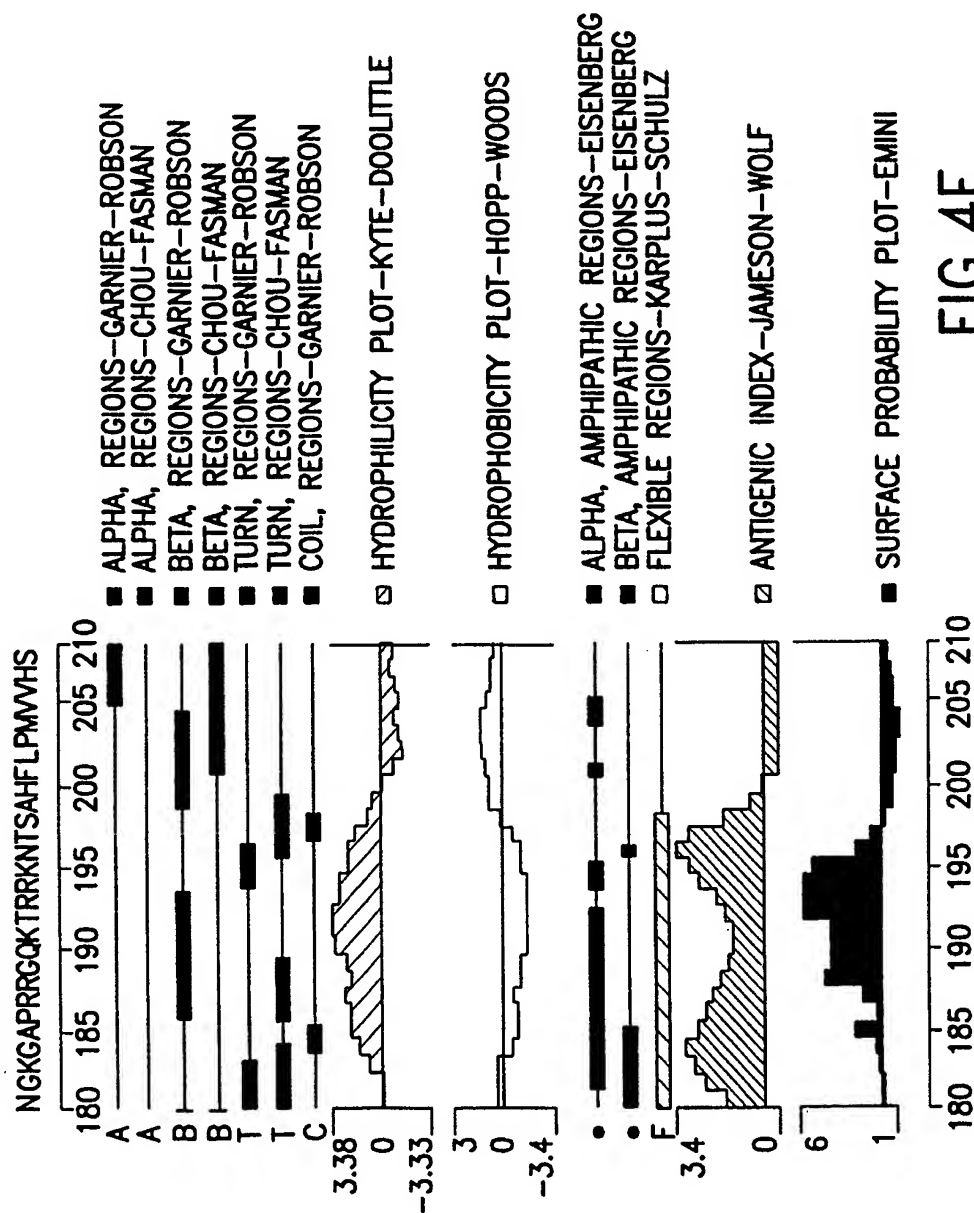 NGKGAPRRGQKTRRKNTSAHFLPMVVHS
180 185 190 195 200 205 210
A ALPHA, REGIONS-GARNIER-ROBSON
A ALPHA, REGIONS-CHOU-FASMAN
B BETA, REGIONS-GARNIER-ROBSON
B BETA, REGIONS-CHOU-FASMAN
T TURN, REGIONS-GARNIER-ROBSON
T TURN, REGIONS-CHOU-FASMAN
C COIL, REGIONS-GARNIER-ROBSON
3.38
0 HYDROPHILICITY PLOT-KYTE-DOOLITTLE
-3.33
3
0 HYDROPHOBICITY PLOT-HOPP-WOODS
-3.4
ALPHA, AMPHIPATHIC REGIONS-EISENBERG
BETA, AMPHIPATHIC REGIONS-EISENBERG
F FLEXIBLE REGIONS-KARPLUS-SCHULZ
3.4
0 ANTIGENIC INDEX-JAMESON-WOLF
6
1 SURFACE PROBABILITY PLOT-EMINI
180 185 190 195 200 205 210
FIG.4F